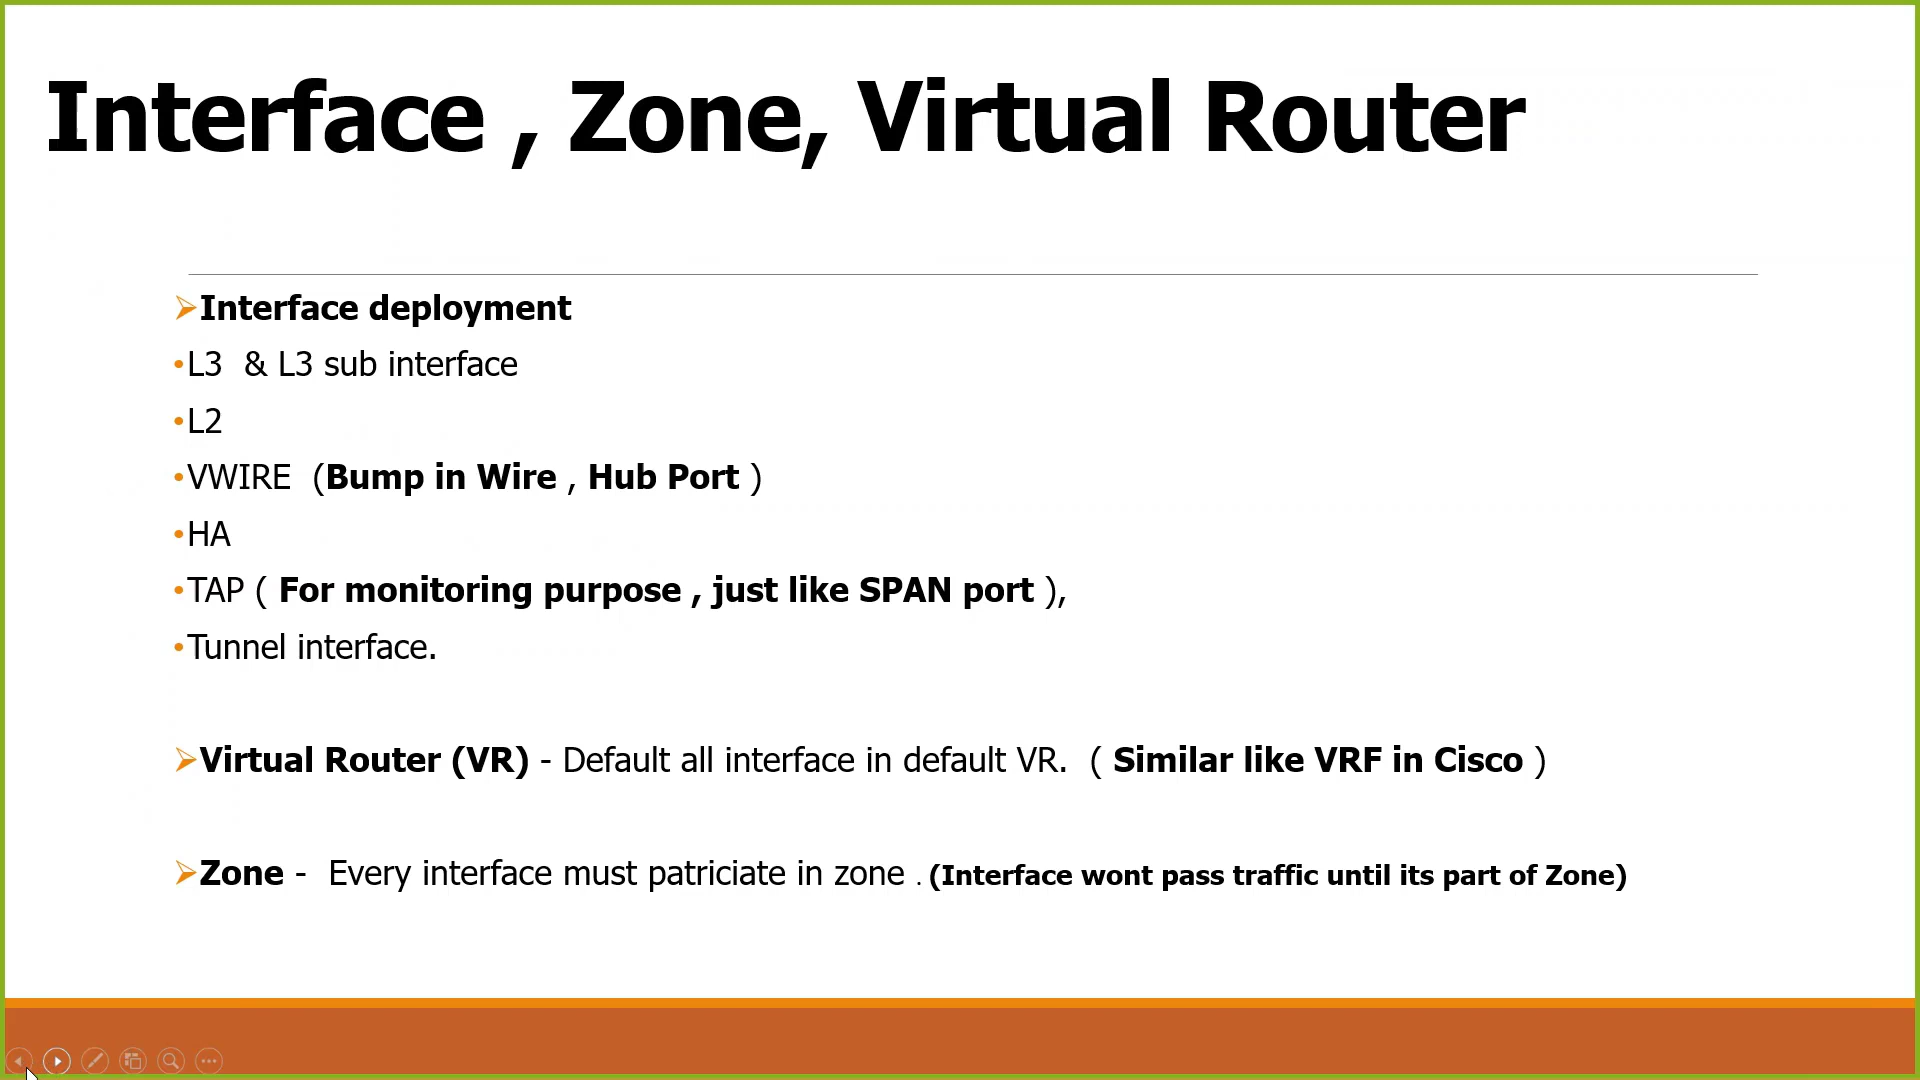 Interface , Zone, Virtual Router
➢Interface deployment
•L3  & L3 sub interface
•L2
•VWIRE  (Bump in Wire , Hub Port )
•HA
•TAP ( For monitoring purpose , just like SPAN port ),
•Tunnel interface.
➢Virtual Router (VR) - Default all interface in default VR.  ( Similar like VRF in Cisco )
➢Zone -  Every interface must patriciate in zone . (Interface wont pass traffic until its part of Zone)